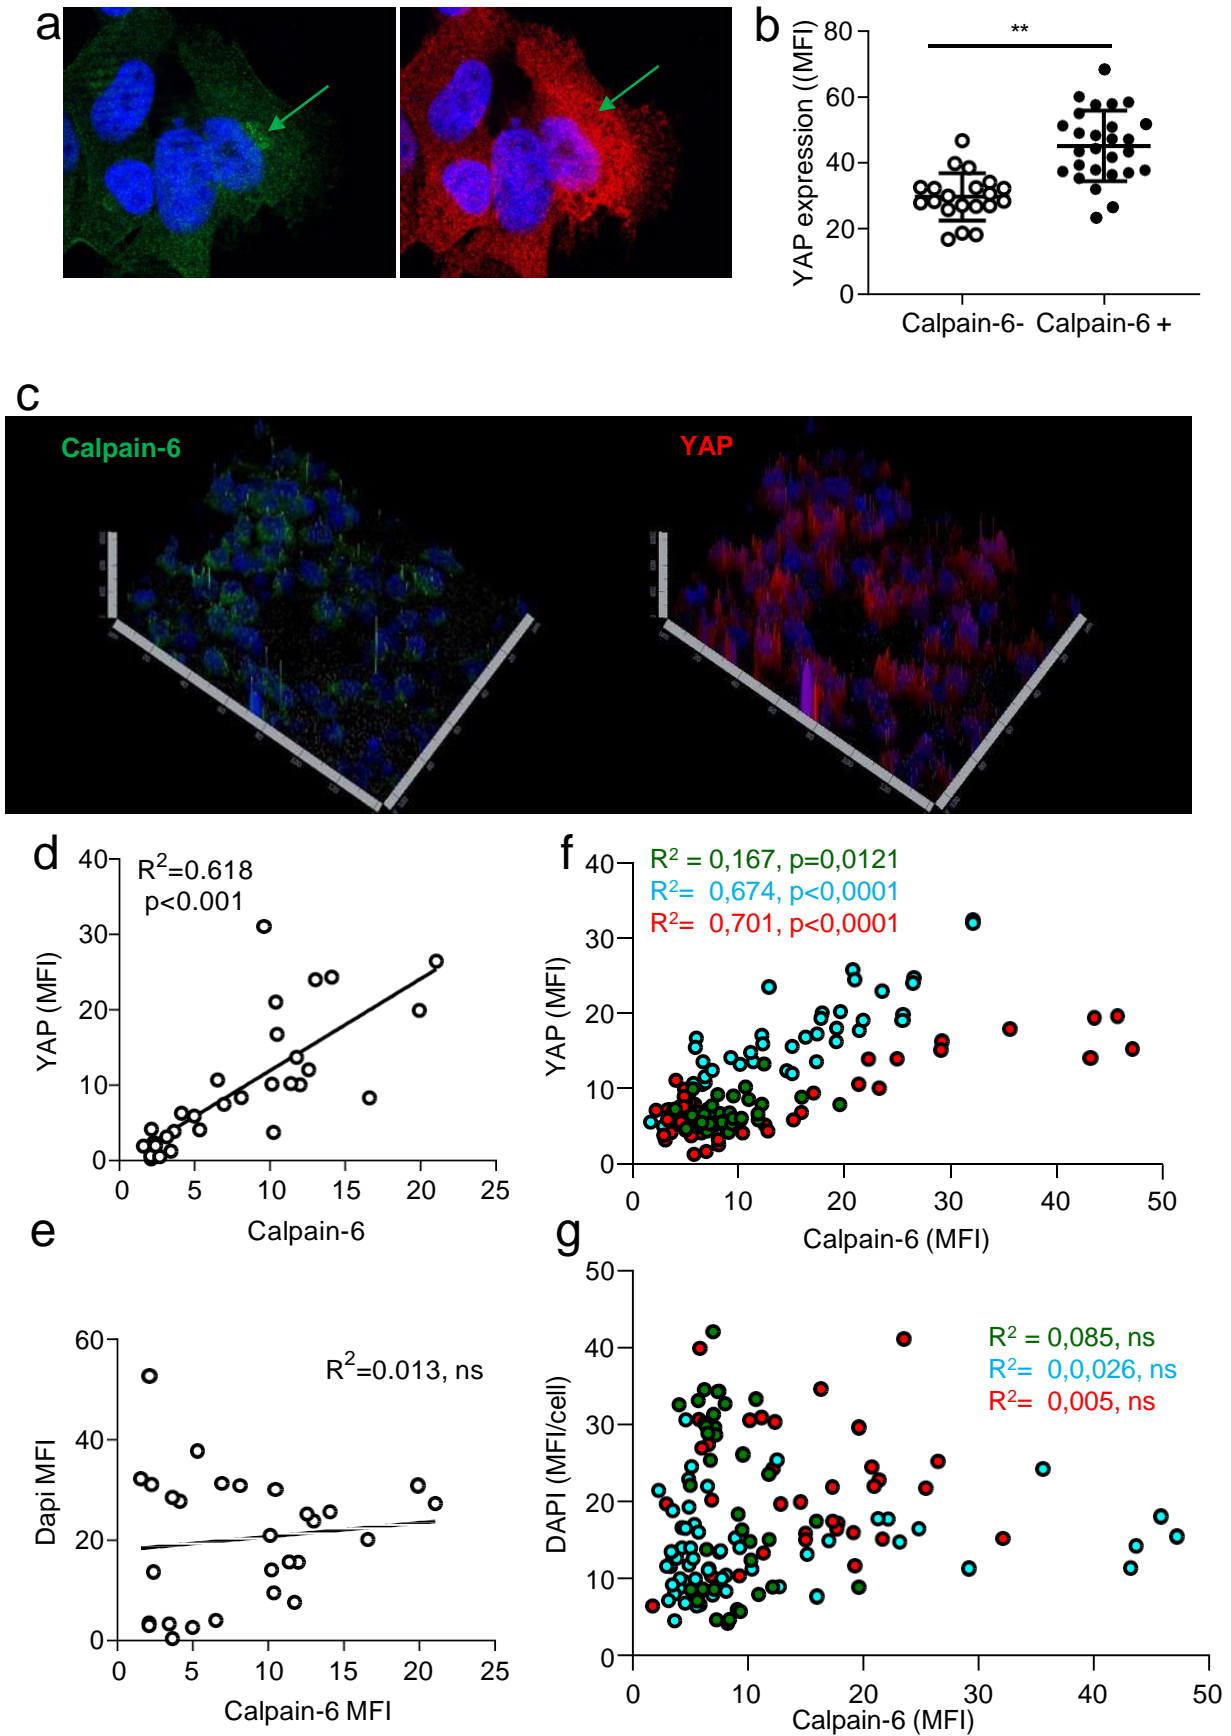 a
b
80
60
40
20
0
YAP expression ((MFI)
**
Calpain-6- Calpain-6 +
c
Calpain-6
YAP
d
40
30
20
10
0
YAP (MFI)
R²=0.618
p<0.001
0 5 10 15 20 25
Calpain-6
f
40
30
20
10
0
YAP (MFI)
R² = 0,167, p=0,0121
R²= 0,674, p<0,0001
R²= 0,701, p<0,0001
0 10 20 30 40 50
Calpain-6 (MFI)
e
60
40
20
0
Dapi MFI
R²=0.013, ns
0 5 10 15 20 25
Calpain-6 MFI
g
50
40
30
20
10
0
DAPI (MFI/cell)
R² = 0,085, ns
R²= 0,0,026, ns
R²= 0,005, ns
0 10 20 30 40 50
Calpain-6 (MFI)